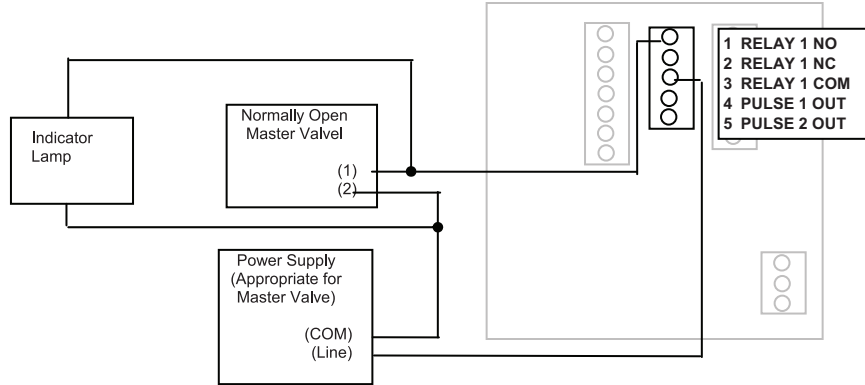 1 RELAY 1 NO
2 RELAY 1 NC
3 RELAY 1 COM
4 PULSE 1 OUT
5 PULSE 2 OUT
Indicator
Lamp
Normally Open
Master Valvel
(1)
(2)
Power Supply
(Appropriate for
Master Valve)
(COM)
(Line)